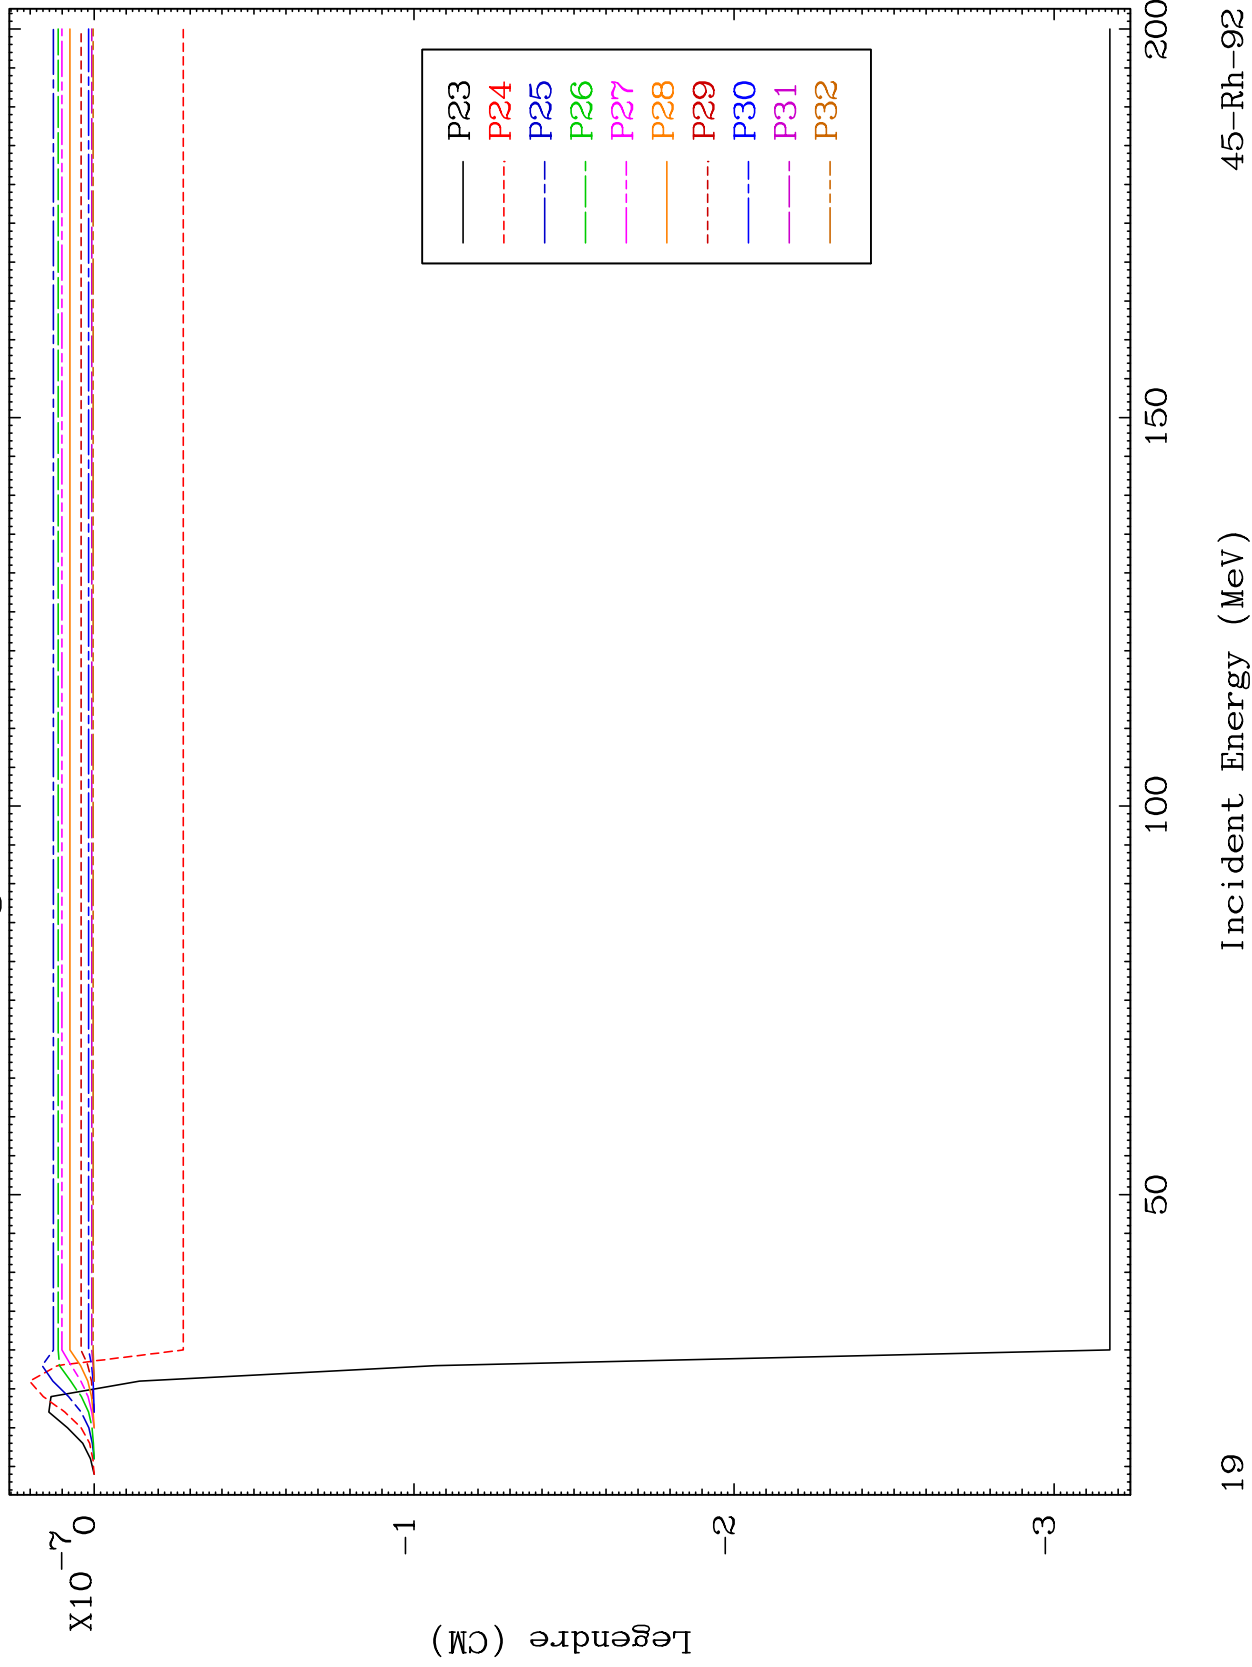 X10-7
0
-1
-2
-3
Legendre (CM)
P23
P24
P25
P26
P27
P28
P29
P30
P31
P32
50
100
150
200
Incident Energy (MeV)
19
45-Rh-92